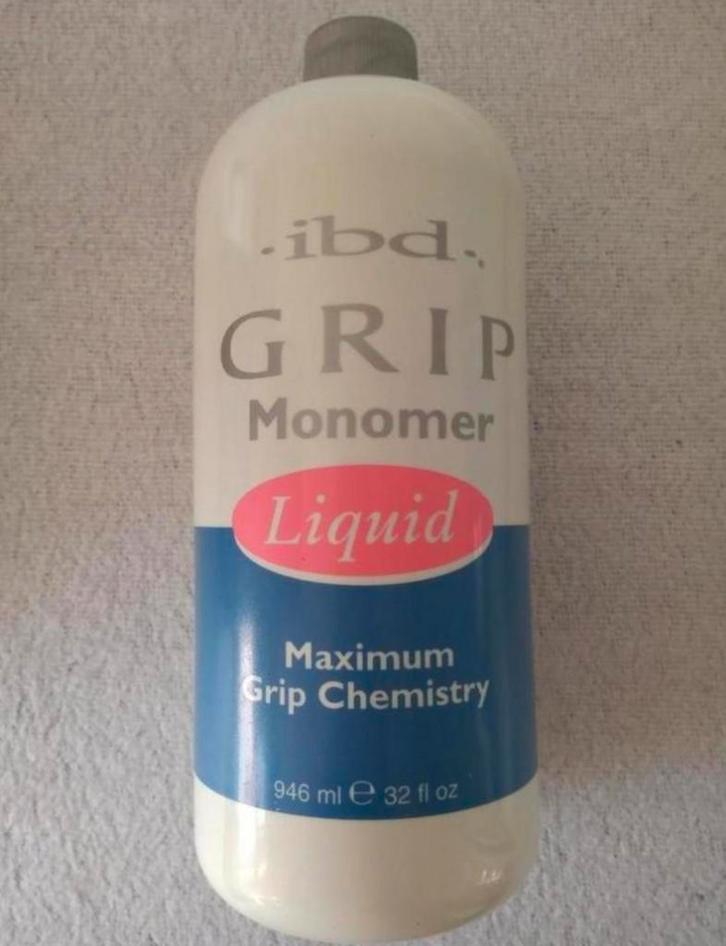 ·ibd·
GRIP
Monomer
Liquid
Maximum
Grip Chemistry
946 ml ℮ 32 fl oz